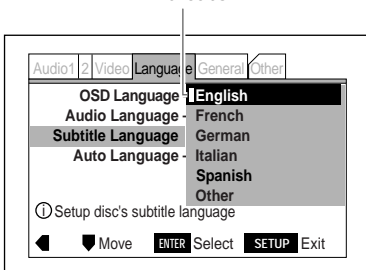 Audio1 2 Video Language General Other
OSD Language - English
Audio Language - French
Subtitle Language German
Auto Language - Italian
Spanish
Other
ⓘ Setup disc's subtitle language
Move ENTER Select SETUP Exit